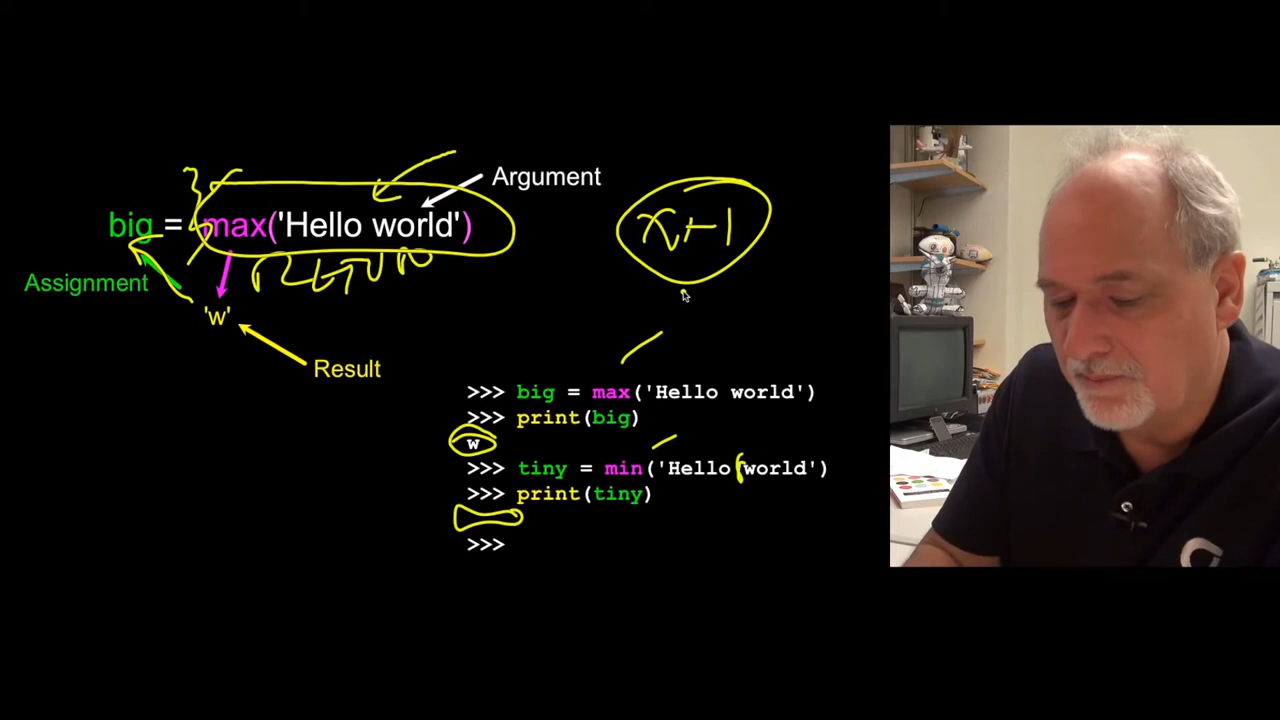 Argument
big = max('Hello world')
x+1
return
Assignment
'w'
Result
>>> big = max('Hello world')
>>> print(big)
w
>>> tiny = min('Hello world')
>>> print(tiny)
>>>